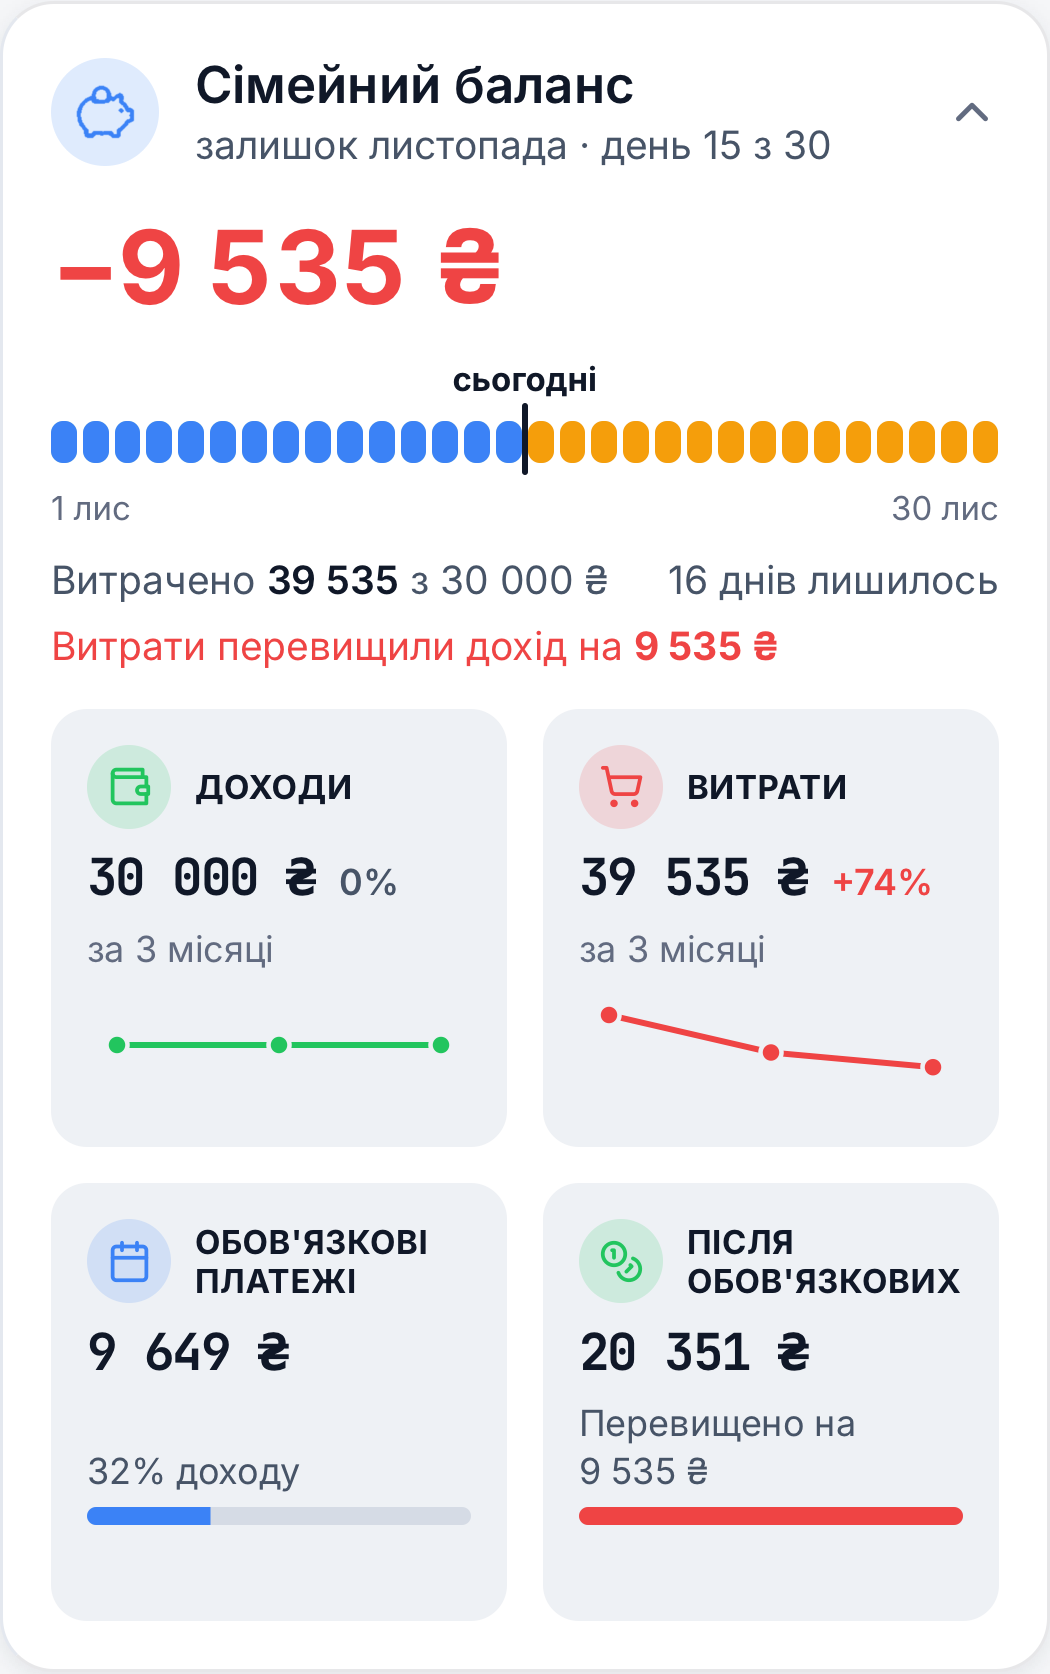 Сімейний баланс
залишок листопада · день 15 з 30
−9 535 ₴
сьогодні
1 лис 30 лис
Витрачено 39 535 з 30 000 ₴ 16 днів лишилось
Витрати перевищили дохід на 9 535 ₴
ДОХОДИ
30 000 ₴ 0%
за 3 місяці
ВИТРАТИ
39 535 ₴ +74%
за 3 місяці
ОБОВ'ЯЗКОВІ
ПЛАТЕЖІ
9 649 ₴
32% доходу
ПІСЛЯ
ОБОВ'ЯЗКОВИХ
20 351 ₴
Перевищено на
9 535 ₴